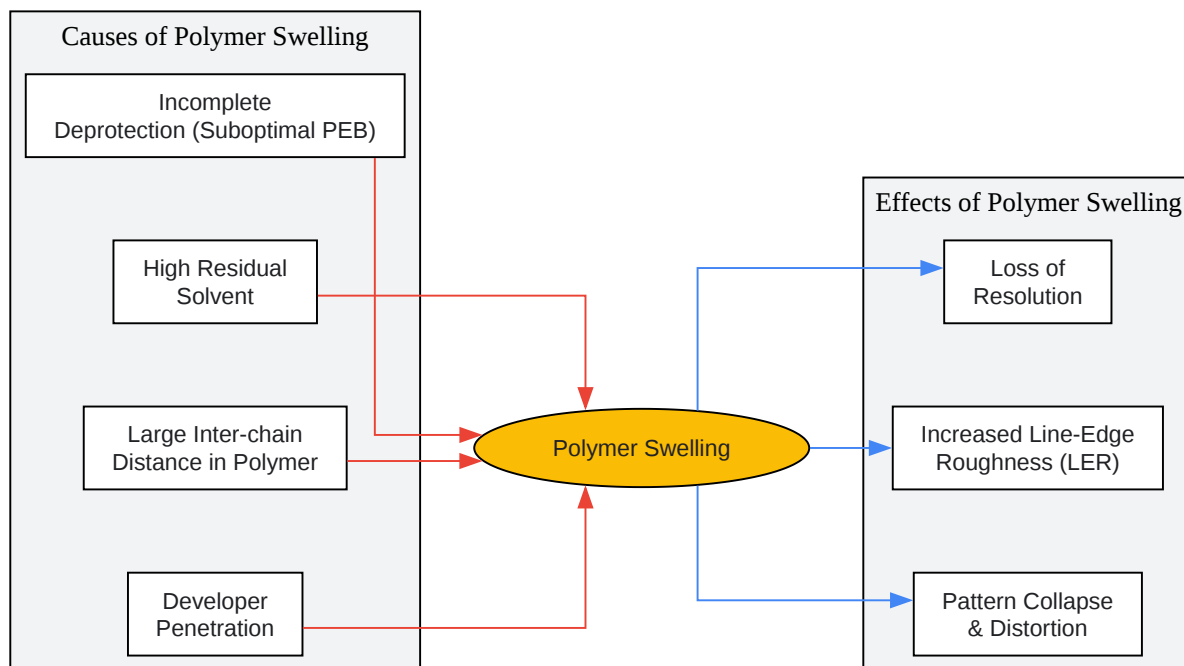 Causes of Polymer Swelling
Incomplete
Deprotection (Suboptimal PEB)
High Residual
Solvent
Large Inter-chain
Distance in Polymer
Developer
Penetration
Polymer Swelling
Effects of Polymer Swelling
Loss of
Resolution
Increased Line-Edge
Roughness (LER)
Pattern Collapse
& Distortion